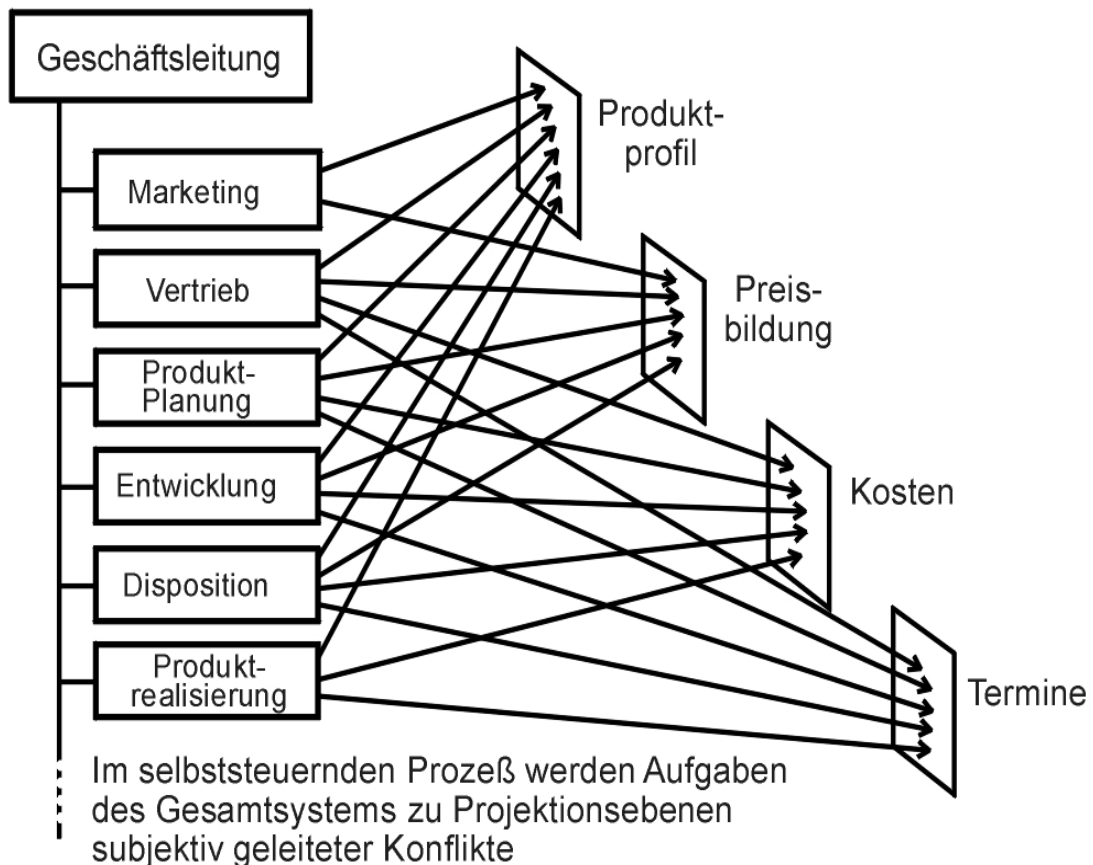 Geschäftsleitung
Marketing
Vertrieb
Produkt-
Planung
Entwicklung
Disposition
Produkt-
realisierung
Produkt-
profil
Preis-
bildung
Kosten
Termine
Im selbststeuernden Prozeß werden Aufgaben
des Gesamtsystems zu Projektionsebenen
subjektiv geleiteter Konflikte